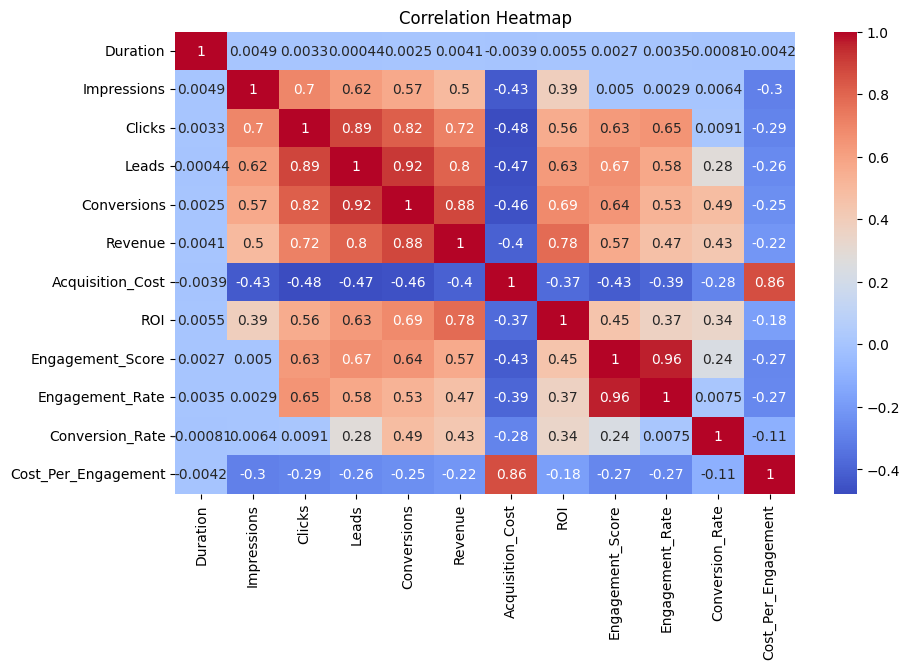 Correlation Heatmap
Duration 1 0.0049 0.0033 -0.00044 0.0025 0.0041 -0.0039 0.0055 0.0027 0.0035 -0.00081 -0.0042
Impressions 0.0049 1 0.7 0.62 0.57 0.5 -0.43 0.39 0.005 0.0029 0.0064 -0.3
Clicks 0.0033 0.7 1 0.89 0.82 0.72 -0.48 0.56 0.63 0.65 0.0091 -0.29
Leads -0.00044 0.62 0.89 1 0.92 0.8 -0.47 0.63 0.67 0.58 0.28 -0.26
Conversions 0.0025 0.57 0.82 0.92 1 0.88 -0.46 0.69 0.64 0.53 0.49 -0.25
Revenue 0.0041 0.5 0.72 0.8 0.88 1 -0.4 0.78 0.57 0.47 0.43 -0.22
Acquisition_Cost -0.0039 -0.43 -0.48 -0.47 -0.46 -0.4 1 -0.37 -0.43 -0.39 -0.28 0.86
ROI 0.0055 0.39 0.56 0.63 0.69 0.78 -0.37 1 0.45 0.37 0.34 -0.18
Engagement_Score 0.0027 0.005 0.63 0.67 0.64 0.57 -0.43 0.45 1 0.96 0.24 -0.27
Engagement_Rate 0.0035 0.0029 0.65 0.58 0.53 0.47 -0.39 0.37 0.96 1 0.0075 -0.27
Conversion_Rate -0.00081 0.0064 0.0091 0.28 0.49 0.43 -0.28 0.34 0.24 0.0075 1 -0.11
Cost_Per_Engagement -0.0042 -0.3 -0.29 -0.26 -0.25 -0.22 0.86 -0.18 -0.27 -0.27 -0.11 1
Duration
Impressions
Clicks
Leads
Conversions
Revenue
Acquisition_Cost
ROI
Engagement_Score
Engagement_Rate
Conversion_Rate
Cost_Per_Engagement
1.0
0.8
0.6
0.4
0.2
0.0
−0.2
−0.4